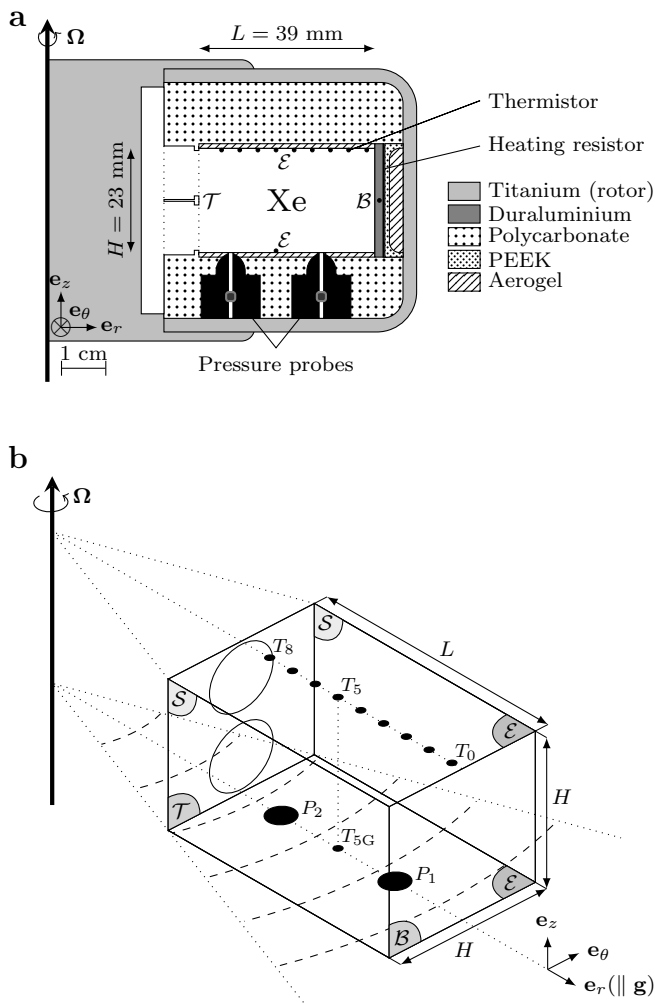 a
Ω
L = 39 mm
Thermistor
Heating resistor
ℰ
H = 23 mm
𝒯
Xe
ℬ
Titanium (rotor)
Duraluminium
Polycarbonate
PEEK
Aerogel
ℰ
e_z
e_θ
e_r
1 cm
Pressure probes
b
Ω
𝒮
L
T_8
𝒮
T_5
ℰ
T_0
H
𝒯
P_2
T_5G
P_1
ℰ
ℬ
H
e_z
e_θ
e_r(∥ g)